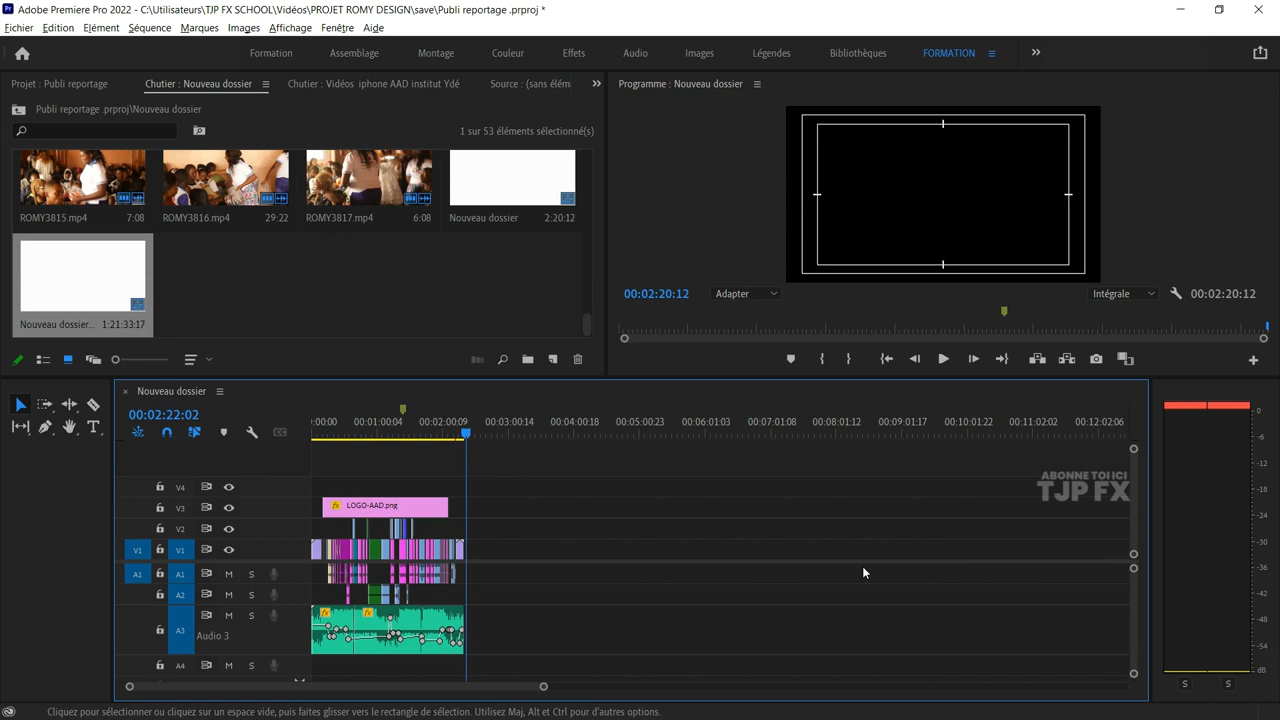 Adobe Premiere Pro 2022 - C:\Utilisateurs\TJP FX SCHOOL\Vidéos\PROJET ROMY DESIGN\save\Publi reportage .prproj *
Fichier Edition Elément Séquence Marques Images Affichage Fenêtre Aide
Formation Assemblage Montage Couleur Effets Audio Images Légendes Bibliothèques FORMATION
Projet : Publi reportage Chutier : Nouveau dossier Chutier : Vidéos iphone AAD institut Ydé Source : (sans élém
Programme : Nouveau dossier
Publi reportage .prproj\Nouveau dossier
1 sur 53 éléments sélectionné(s)
ROMY3815.mp4 7:08 ROMY3816.mp4 29:22 ROMY3817.mp4 6:08 Nouveau dossier 2:20:12
Nouveau dossier... 1:21:33:17
00:02:20:12 Adapter Intégrale 00:02:20:12
× Nouveau dossier
00:02:22:02
:00:00 00:01:00:04 00:02:00:09 00:03:00:14 00:04:00:18 00:05:00:23 00:06:01:03 00:07:01:08 00:08:01:12 00:09:01:17 00:10:01:22 00:11:02:02 00:12:02:06
V4
V3 fx LOGO-AAD.png
V2
V1 V1
A1 A1 M S
A2 M S
A3 M S fx fx
Audio 3
A4 M S
ABONNE TOI ICI
TJP FX
0
-6
-12
-18
-24
-30
-36
-42
-48
-54
dB
S S
Cliquez pour sélectionner ou cliquez sur un espace vide, puis faites glisser vers le rectangle de sélection. Utilisez Maj, Alt et Ctrl pour d'autres options.